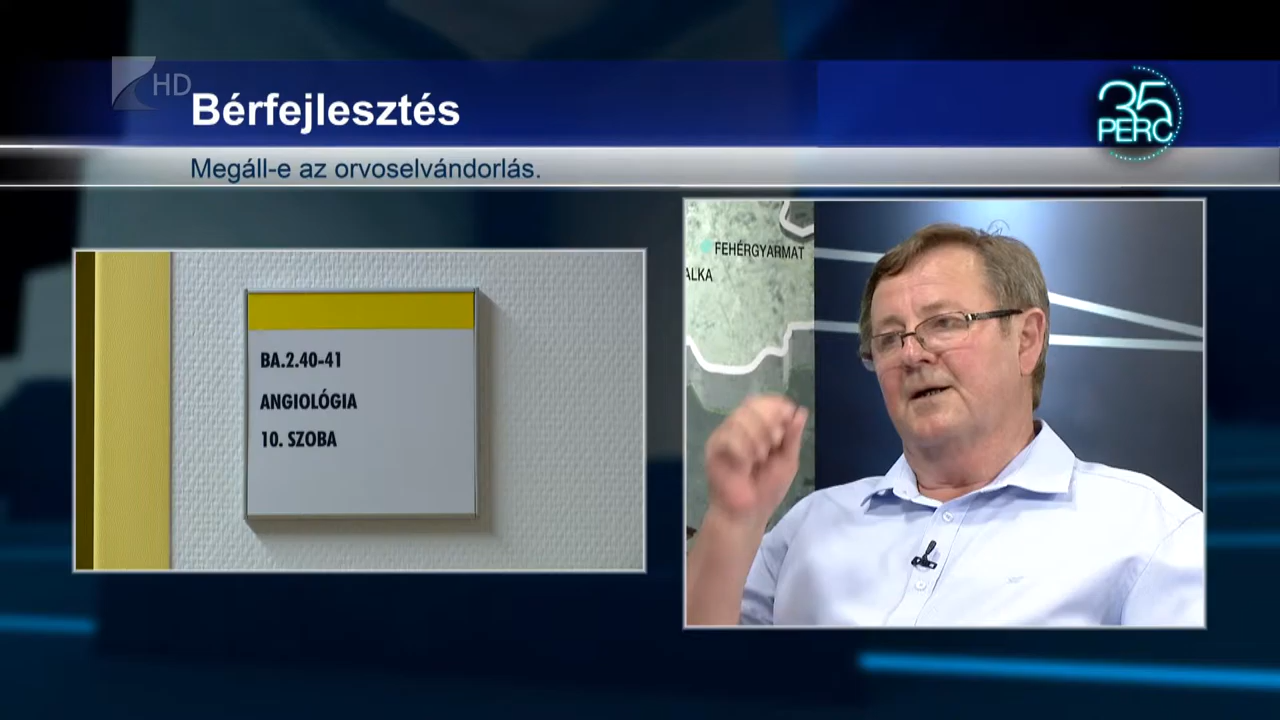 HD
Bérfejlesztés
35
PERC
Megáll-e az orvoselvándorlás.
FEHÉRGYARMAT
ALKA
BA.2.40-41
ANGIOLÓGIA
10. SZOBA